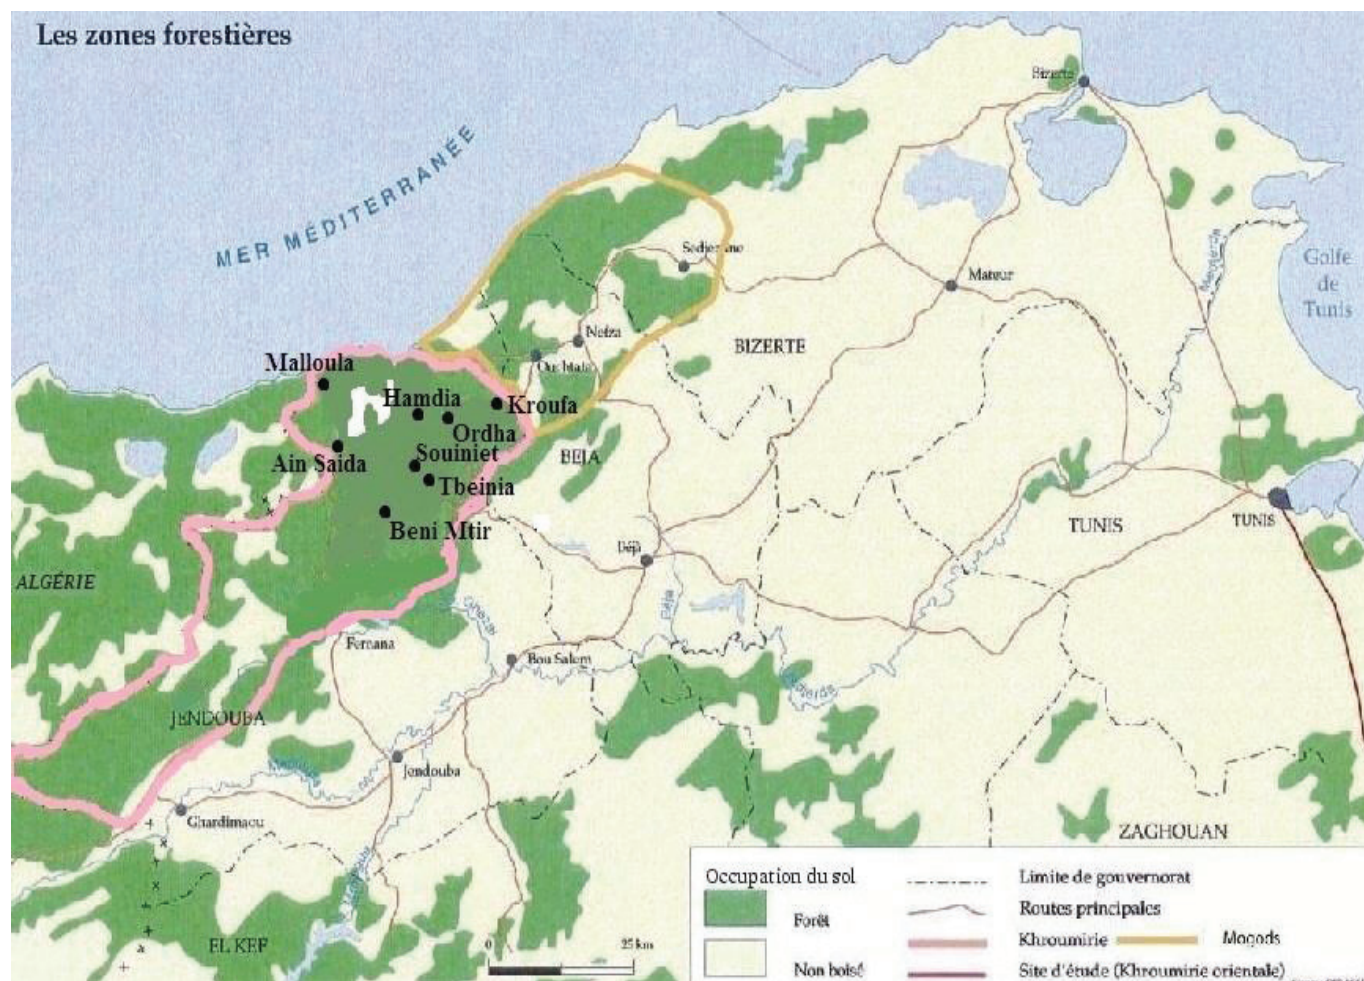 Les zones forestières
Bizerte
MER MÉDITERRANÉE
Golfe
de
Tunis
Medjerda
Mateur
Nefza
BIZERTE
Malloula
Hamdia
Kroufa
Ordha
Souiniet
Ain Saida
BEJA
Tbeinia
Beni Mtir
TUNIS
TUNIS
Béjà
Béja
ALGÉRIE
Fernana
Bou Salem
JENDOUBA
Jendouba
Ghardimaou
ZAGHOUAN
EL KEF
Occupation du sol
Forêt
Non boisé
Limite de gouvernorat
Routes principales
Khroumirie
Mogods
Site d'étude (Khroumirie orientale)
0
25 km